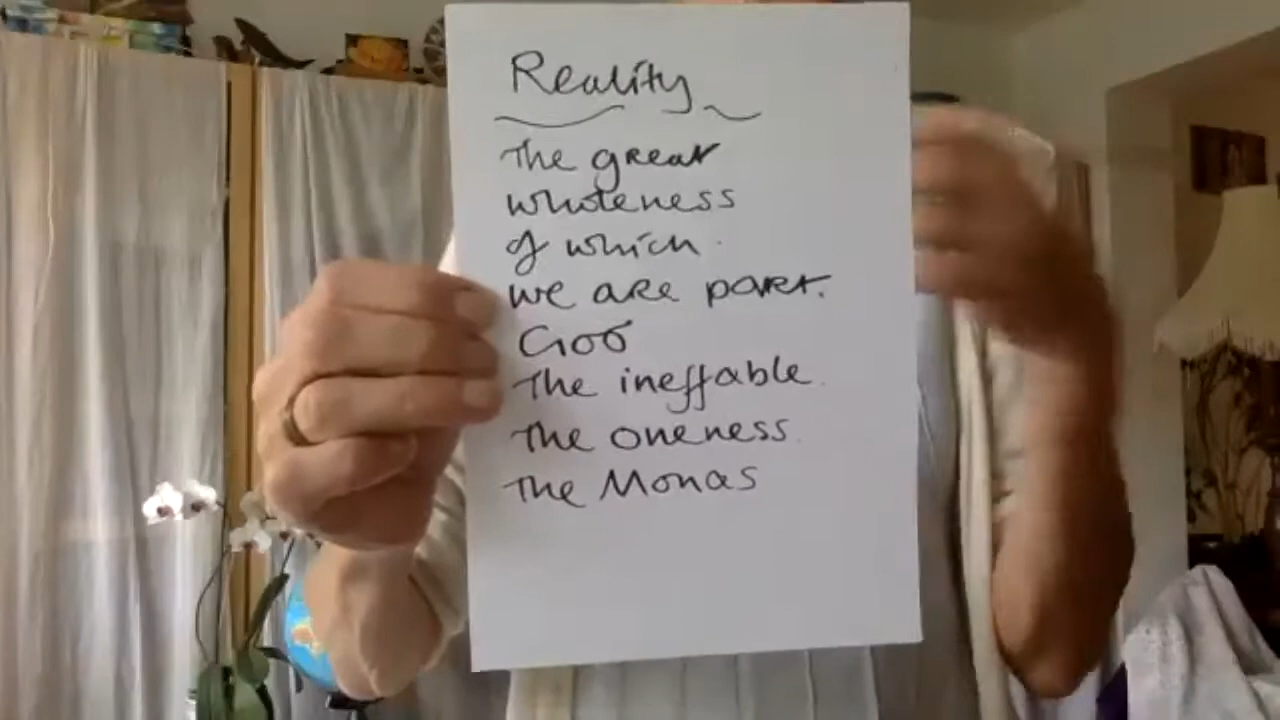 Reality
The great
wholeness
of which
we are part.
God
The ineffable
The oneness
The Monas